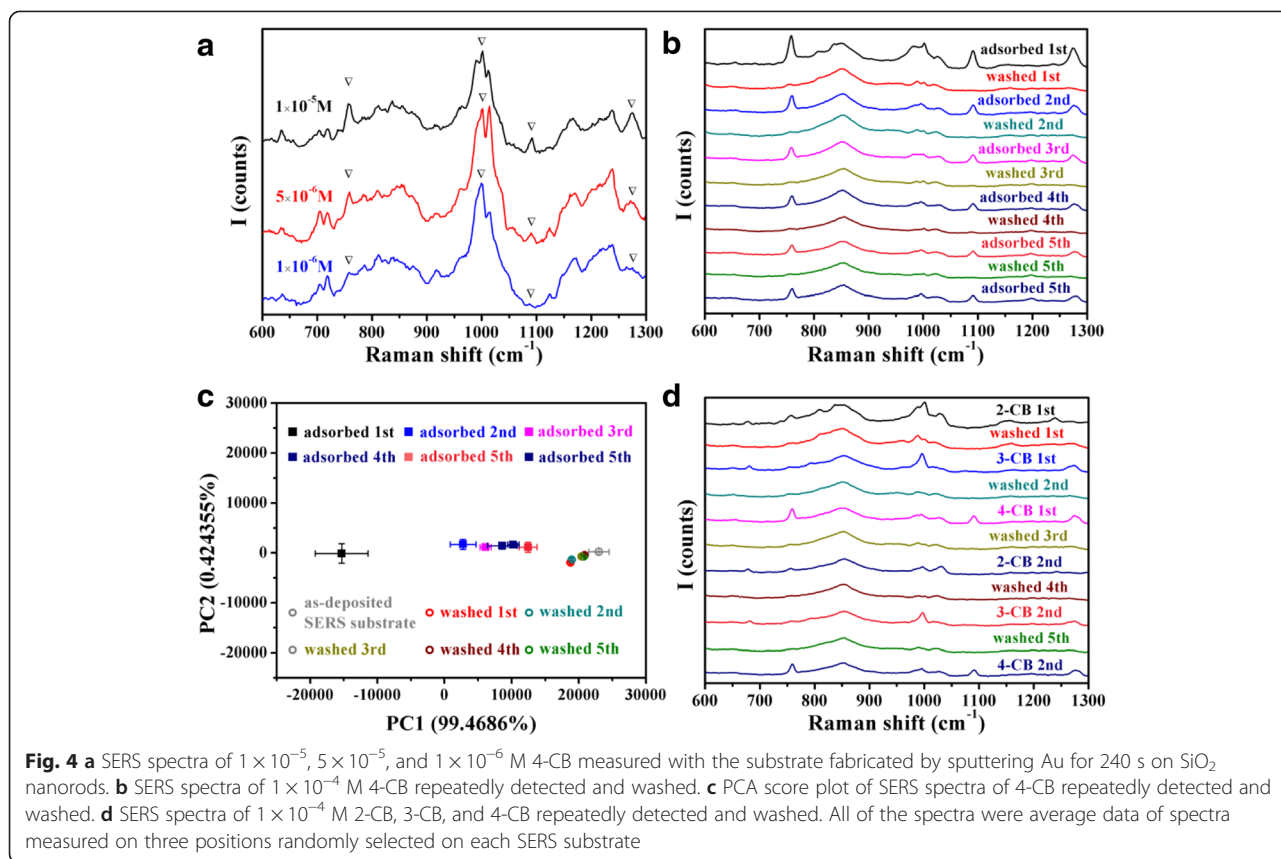 a
1×10⁻⁵M
5×10⁻⁶M
1×10⁻⁶M
I (counts)
600 700 800 900 1000 1100 1200 1300
Raman shift (cm⁻¹)
b
adsorbed 1st
washed 1st
adsorbed 2nd
washed 2nd
adsorbed 3rd
washed 3rd
adsorbed 4th
washed 4th
adsorbed 5th
washed 5th
adsorbed 5th
I (counts)
600 700 800 900 1000 1100 1200 1300
Raman shift (cm⁻¹)
c
30000
20000
10000
0
-10000
-20000
PC2 (0.424355%)
adsorbed 1st adsorbed 2nd adsorbed 3rd
adsorbed 4th adsorbed 5th adsorbed 5th
as-deposited
SERS substrate
washed 1st washed 2nd
washed 3rd washed 4th washed 5th
-20000 -10000 0 10000 20000 30000
PC1 (99.4686%)
d
2-CB 1st
washed 1st
3-CB 1st
washed 2nd
4-CB 1st
washed 3rd
2-CB 2nd
washed 4th
3-CB 2nd
washed 5th
4-CB 2nd
I (counts)
600 700 800 900 1000 1100 1200 1300
Raman shift (cm⁻¹)
Fig. 4 a SERS spectra of 1 × 10⁻⁵, 5 × 10⁻⁵, and 1 × 10⁻⁶ M 4-CB measured with the substrate fabricated by sputtering Au for 240 s on SiO₂
nanorods. b SERS spectra of 1 × 10⁻⁴ M 4-CB repeatedly detected and washed. c PCA score plot of SERS spectra of 4-CB repeatedly detected and
washed. d SERS spectra of 1 × 10⁻⁴ M 2-CB, 3-CB, and 4-CB repeatedly detected and washed. All of the spectra were average data of spectra
measured on three positions randomly selected on each SERS substrate